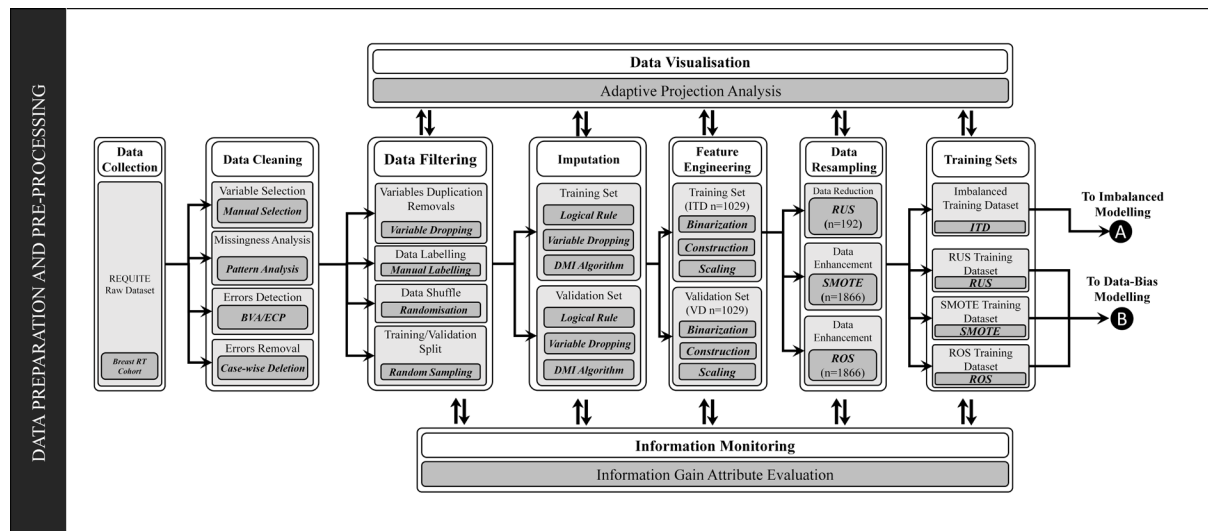 DATA PREPARATION AND PRE-PROCESSING
Data Visualisation
Adaptive Projection Analysis
Data
Collection
REQUITE
Raw Dataset
Breast RT
Cohort
Data Cleaning
Variable Selection
Manual Selection
Missingness Analysis
Pattern Analysis
Errors Detection
BVA/ECP
Errors Removal
Case-wise Deletion
Data Filtering
Variables Duplication
Removals
Variable Dropping
Data Labelling
Manual Labelling
Data Shuffle
Randomisation
Training/Validation
Split
Random Sampling
Imputation
Training Set
Logical Rule
Variable Dropping
DMI Algorithm
Validation Set
Logical Rule
Variable Dropping
DMI Algorithm
Feature
Engineering
Training Set
(ITD n=1029)
Binarization
Construction
Scaling
Validation Set
(VD n=1029)
Binarization
Construction
Scaling
Data
Resampling
Data Reduction
RUS
(n=192)
Data
Enhancement
SMOTE
(n=1866)
Data
Enhancement
ROS
(n=1866)
Training Sets
Imbalanced
Training Dataset
ITD
RUS Training
Dataset
RUS
SMOTE Training
Dataset
SMOTE
ROS Training
Dataset
ROS
To Imbalanced
Modelling
A
To Data-Bias
Modelling
B
Information Monitoring
Information Gain Attribute Evaluation